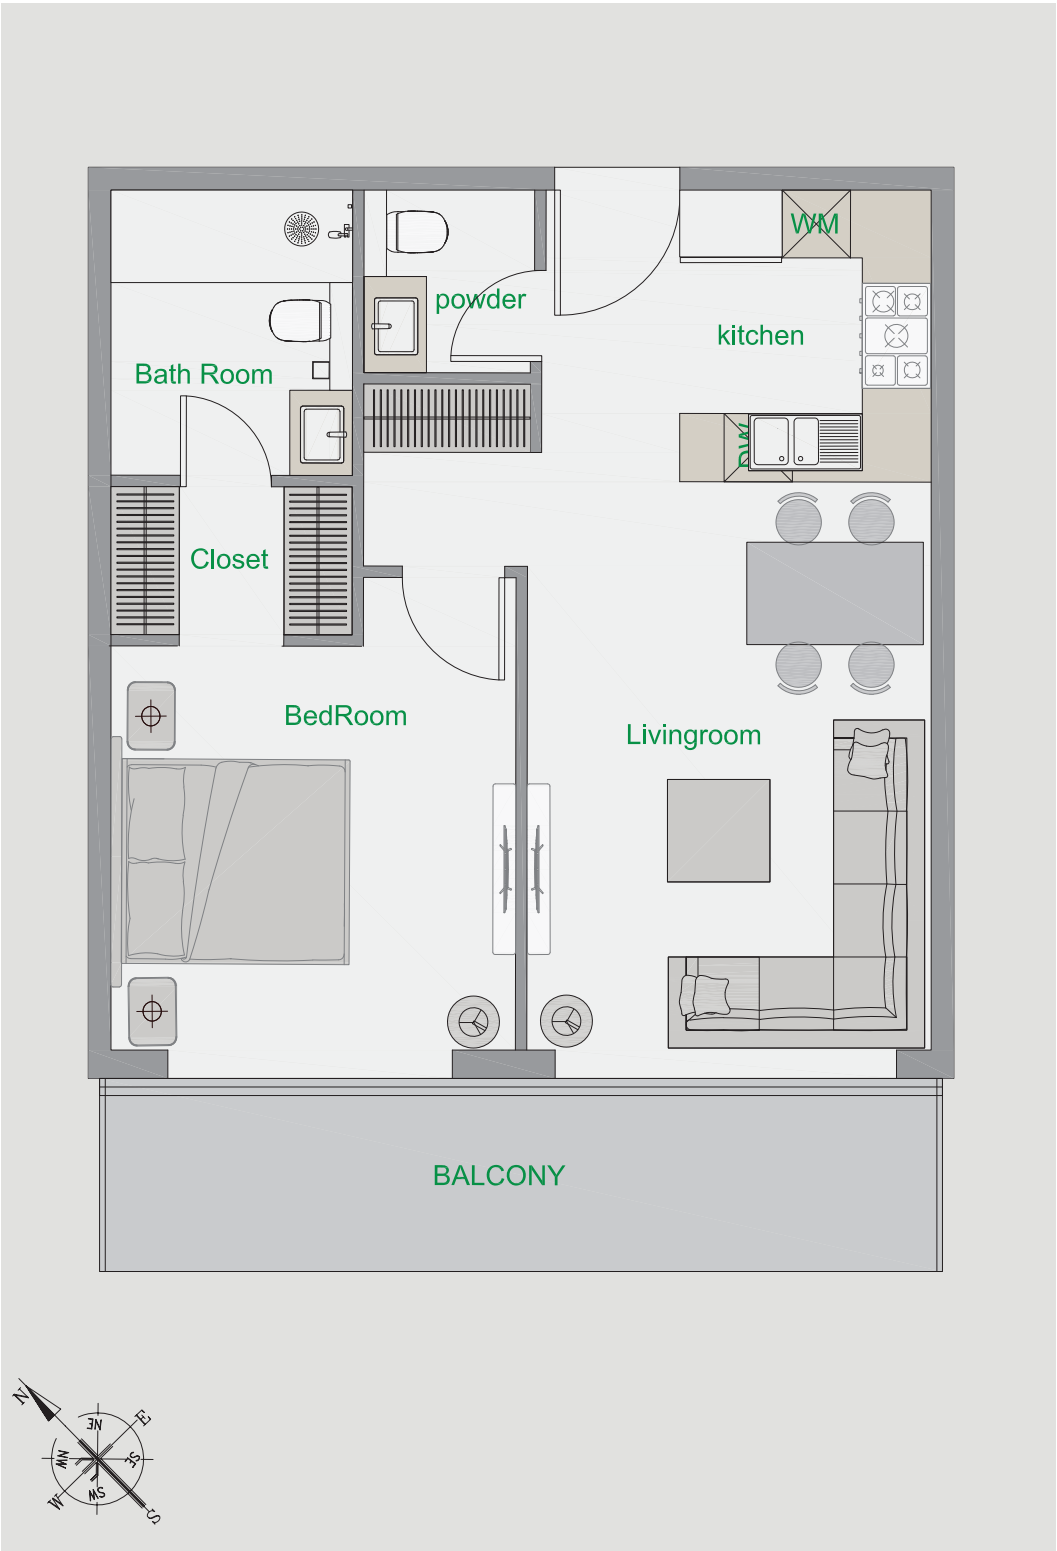 WM
powder
kitchen
Bath Room
DW
Closet
BedRoom
Livingroom
BALCONY
N
NE
E
NW
SE
W
SW
S